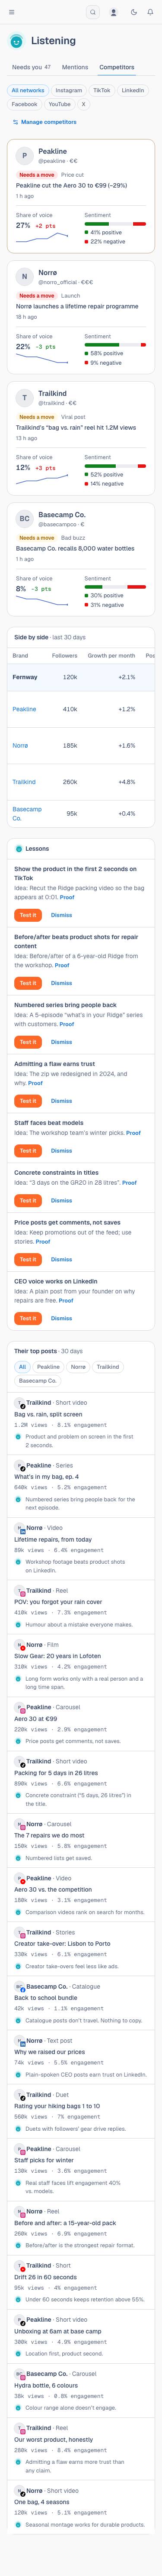 Listening
Needs you 47
Mentions
Competitors
All networks
Instagram
TikTok
LinkedIn
Facebook
YouTube
X
Manage competitors
P
Peakline
@peakline · €€
Needs a move Price cut
Peakline cut the Aero 30 to €99 (−29%)
1 h ago
Share of voice
27% +2 pts
Sentiment
41% positive
22% negative
N
Norrø
@norro_official · €€€
Needs a move Launch
Norrø launches a lifetime repair programme
18 h ago
Share of voice
22% -3 pts
Sentiment
58% positive
9% negative
T
Trailkind
@trailkind · €€
Needs a move Viral post
Trailkind's "bag vs. rain" reel hit 1.2M views
13 h ago
Share of voice
12% +3 pts
Sentiment
52% positive
14% negative
BC
Basecamp Co.
@basecampco · €
Needs a move Bad buzz
Basecamp Co. recalls 8,000 water bottles
1 h ago
Share of voice
8% -3 pts
Sentiment
30% positive
31% negative
Side by side · last 30 days
Brand Followers Growth per month Pos
Fernway 120k +2.1%
Peakline 410k +1.2%
Norrø 185k +1.6%
Trailkind 260k +4.8%
Basecamp
Co. 95k +0.4%
Lessons
Show the product in the first 2 seconds on
TikTok
Idea: Recut the Ridge packing video so the bag
appears at 0:01. Proof
Test it Dismiss
Before/after beats product shots for repair
content
Idea: Before/after of a 6-year-old Ridge from
the workshop. Proof
Test it Dismiss
Numbered series bring people back
Idea: A 5-episode "what's in your Ridge" series
with customers. Proof
Test it Dismiss
Admitting a flaw earns trust
Idea: The zip we redesigned in 2024, and
why. Proof
Test it Dismiss
Staff faces beat models
Idea: The workshop team's winter picks. Proof
Test it Dismiss
Concrete constraints in titles
Idea: "3 days on the GR20 in 28 litres". Proof
Test it Dismiss
Price posts get comments, not saves
Idea: Keep promotions out of the feed; use
stories. Proof
Test it Dismiss
CEO voice works on LinkedIn
Idea: A plain post from your founder on why
repairs are free. Proof
Test it Dismiss
Their top posts · 30 days
All
Peakline
Norrø
Trailkind
Basecamp Co.
Trailkind · Short video
Bag vs. rain, split screen
1.2M views · 8.1% engagement
Product and problem on screen in the first
2 seconds.
Peakline · Series
What's in my bag, ep. 4
640k views · 5.2% engagement
Numbered series bring people back for the
next episode.
Norrø · Video
Lifetime repairs, from today
89k views · 6.4% engagement
Workshop footage beats product shots
on LinkedIn.
Trailkind · Reel
POV: you forgot your rain cover
410k views · 7.3% engagement
Humour about a mistake everyone makes.
Norrø · Film
Slow Gear: 20 years in Lofoten
310k views · 4.2% engagement
Long form works only with a real person and a
long time span.
Peakline · Carousel
Aero 30 at €99
220k views · 2.9% engagement
Price posts get comments, not saves.
Trailkind · Short video
Packing for 5 days in 26 litres
890k views · 6.6% engagement
Concrete constraint ("5 days, 26 litres") in
the title.
Norrø · Carousel
The 7 repairs we do most
150k views · 5.8% engagement
Numbered lists get saved.
Peakline · Video
Aero 30 vs. the competition
180k views · 3.1% engagement
Comparison videos rank on search for months.
Trailkind · Stories
Creator take-over: Lisbon to Porto
330k views · 6.1% engagement
Creator take-overs feel less like ads.
Basecamp Co. · Catalogue
Back to school bundle
42k views · 1.1% engagement
Catalogue posts don't travel. Nothing to copy.
Norrø · Text post
Why we raised our prices
74k views · 5.5% engagement
Plain-spoken CEO posts earn trust on LinkedIn.
Trailkind · Duet
Rating your hiking bags 1 to 10
560k views · 7% engagement
Duets with followers' gear drive replies.
Peakline · Carousel
Staff picks for winter
130k views · 3.6% engagement
Real staff faces lift engagement 40%
vs. models.
Norrø · Reel
Before and after: a 15-year-old pack
260k views · 6.9% engagement
Before/after is the strongest repair format.
Trailkind · Short
Drift 26 in 60 seconds
95k views · 4% engagement
Under 60 seconds keeps retention above 55%.
Peakline · Short video
Unboxing at 6am at base camp
300k views · 4.9% engagement
Location first, product second.
Basecamp Co. · Carousel
Hydra bottle, 6 colours
38k views · 0.8% engagement
Colour range alone doesn't engage.
Trailkind · Reel
Our worst product, honestly
280k views · 8.4% engagement
Admitting a flaw earns more trust than
any claim.
Norrø · Short video
One bag, 4 seasons
120k views · 5.1% engagement
Seasonal montage works for durable products.